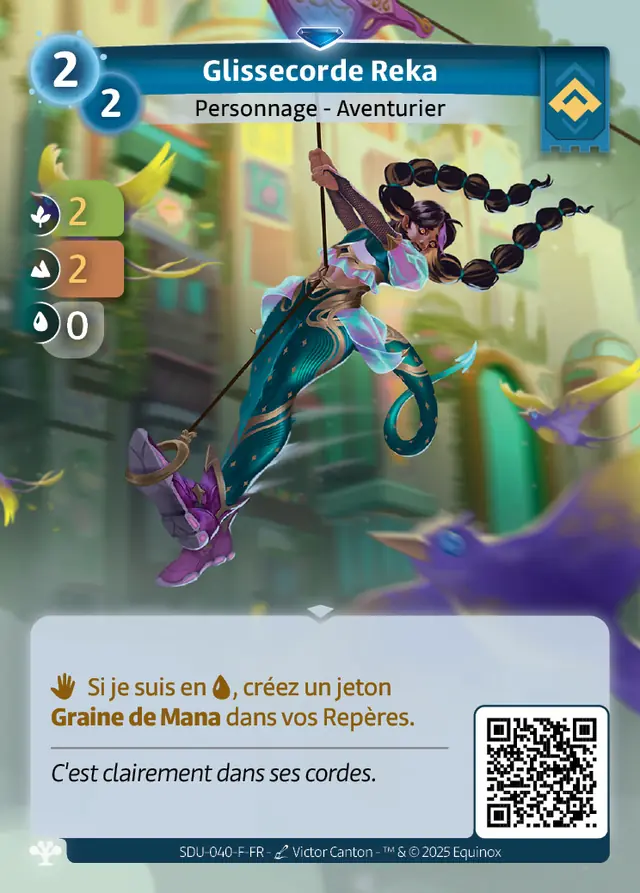 2
Glissecorde Reka
2
Personnage - Aventurier
2
2
0
Si je suis en , créez un jeton
Graine de Mana dans vos Repères.
C'est clairement dans ses cordes.
SDU-040-F-FR - Victor Canton - ™ & © 2025 Equinox